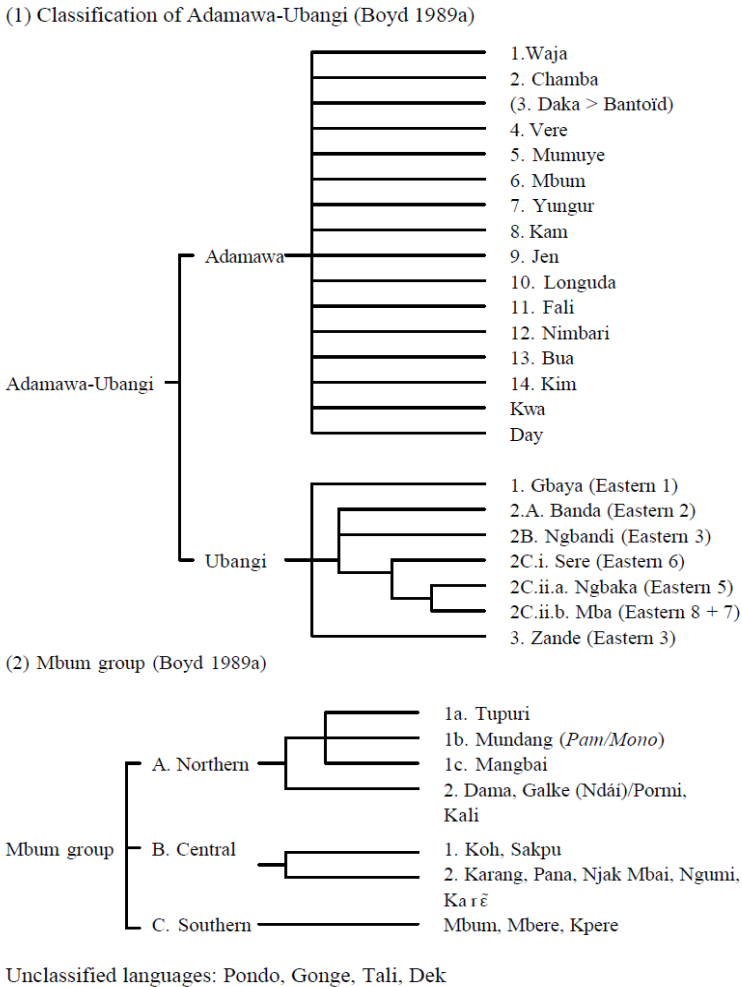 (1) Classification of Adamawa-Ubangi (Boyd 1989a)
1.Waja
2. Chamba
(3. Daka > Bantoïd)
4. Vere
5. Mumuye
6. Mbum
7. Yungur
8. Kam
Adamawa
9. Jen
10. Longuda
11. Fali
12. Nimbari
13. Bua
Adamawa-Ubangi
14. Kim
Kwa
Day
1. Gbaya (Eastern 1)
2.A. Banda (Eastern 2)
2B. Ngbandi (Eastern 3)
Ubangi
2C.i. Sere (Eastern 6)
2C.ii.a. Ngbaka (Eastern 5)
2C.ii.b. Mba (Eastern 8 + 7)
3. Zande (Eastern 3)
(2) Mbum group (Boyd 1989a)
1a. Tupuri
1b. Mundang (Pam/Mono)
A. Northern
1c. Mangbai
2. Dama, Galke (Ndáí)/Pormi,
Kali
Mbum group
B. Central
1. Koh, Sakpu
2. Karang, Pana, Njak Mbai, Ngumi,
Karɛ̃
C. Southern
Mbum, Mbere, Kpere
Unclassified languages: Pondo, Gonge, Tali, Dek